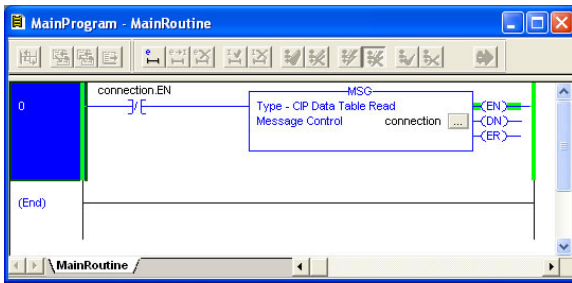 MainProgram - MainRoutine
connection.EN
MSG
0
Type - CIP Data Table Read
Message Control connection ...
EN
DN
ER
(End)
MainRoutine